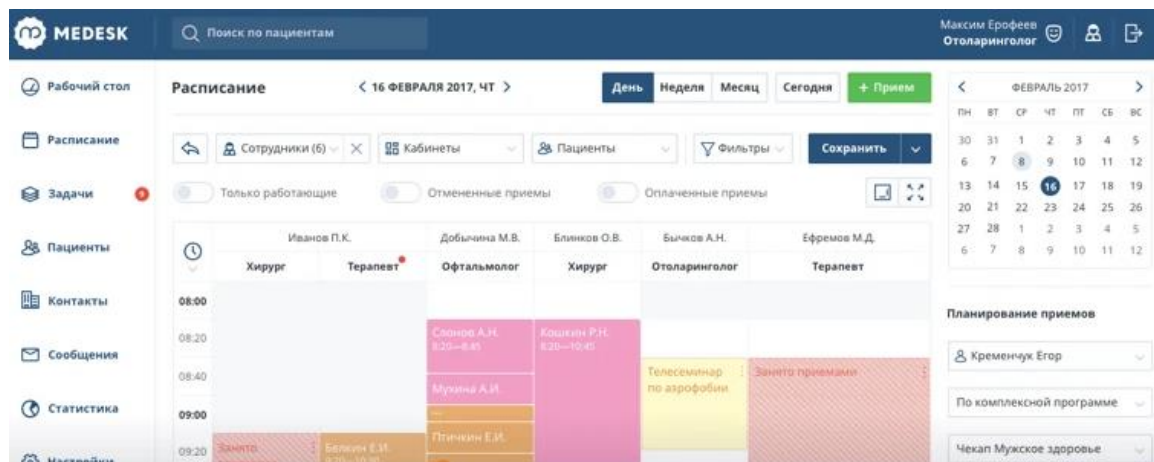 MEDESK
Поиск по пациентам
Максим Ерофеев
Отоларинголог
Рабочий стол
Расписание
Задачи
9
Пациенты
Контакты
Сообщения
Статистика
Настройки
Расписание
< 16 ФЕВРАЛЯ 2017, ЧТ >
День
Неделя
Месяц
Сегодня
+ Прием
Сотрудники (6)
Кабинеты
Пациенты
Фильтры
Сохранить
Только работающие
Отмененные приемы
Оплаченные приемы
Иванов П.К.
Добычина М.В.
Блинков О.В.
Бычков А.Н.
Ефремов М.Д.
Хирург
Терапевт
Офтальмолог
Хирург
Отоларинголог
Терапевт
08:00
08:20
08:40
09:00
09:20
Слонов А.Н.
8:20—8:45
Кошкин Р.Н.
8:20—10:45
Мухина А.И.
Птичкин Е.И.
Телесеминар
по аэрофобии
Занято приемами
Занято
Белкин Е.И.
< ФЕВРАЛЬ 2017 >
ПН ВТ СР ЧТ ПТ СБ ВС
30 31 1 2 3 4 5
6 7 8 9 10 11 12
13 14 15 16 17 18 19
20 21 22 23 24 25 26
27 28 1 2 3 4 5
6 7 8 9 10 11 12
Планирование приемов
Кременчук Егор
По комплексной программе
Чекап Мужское здоровье